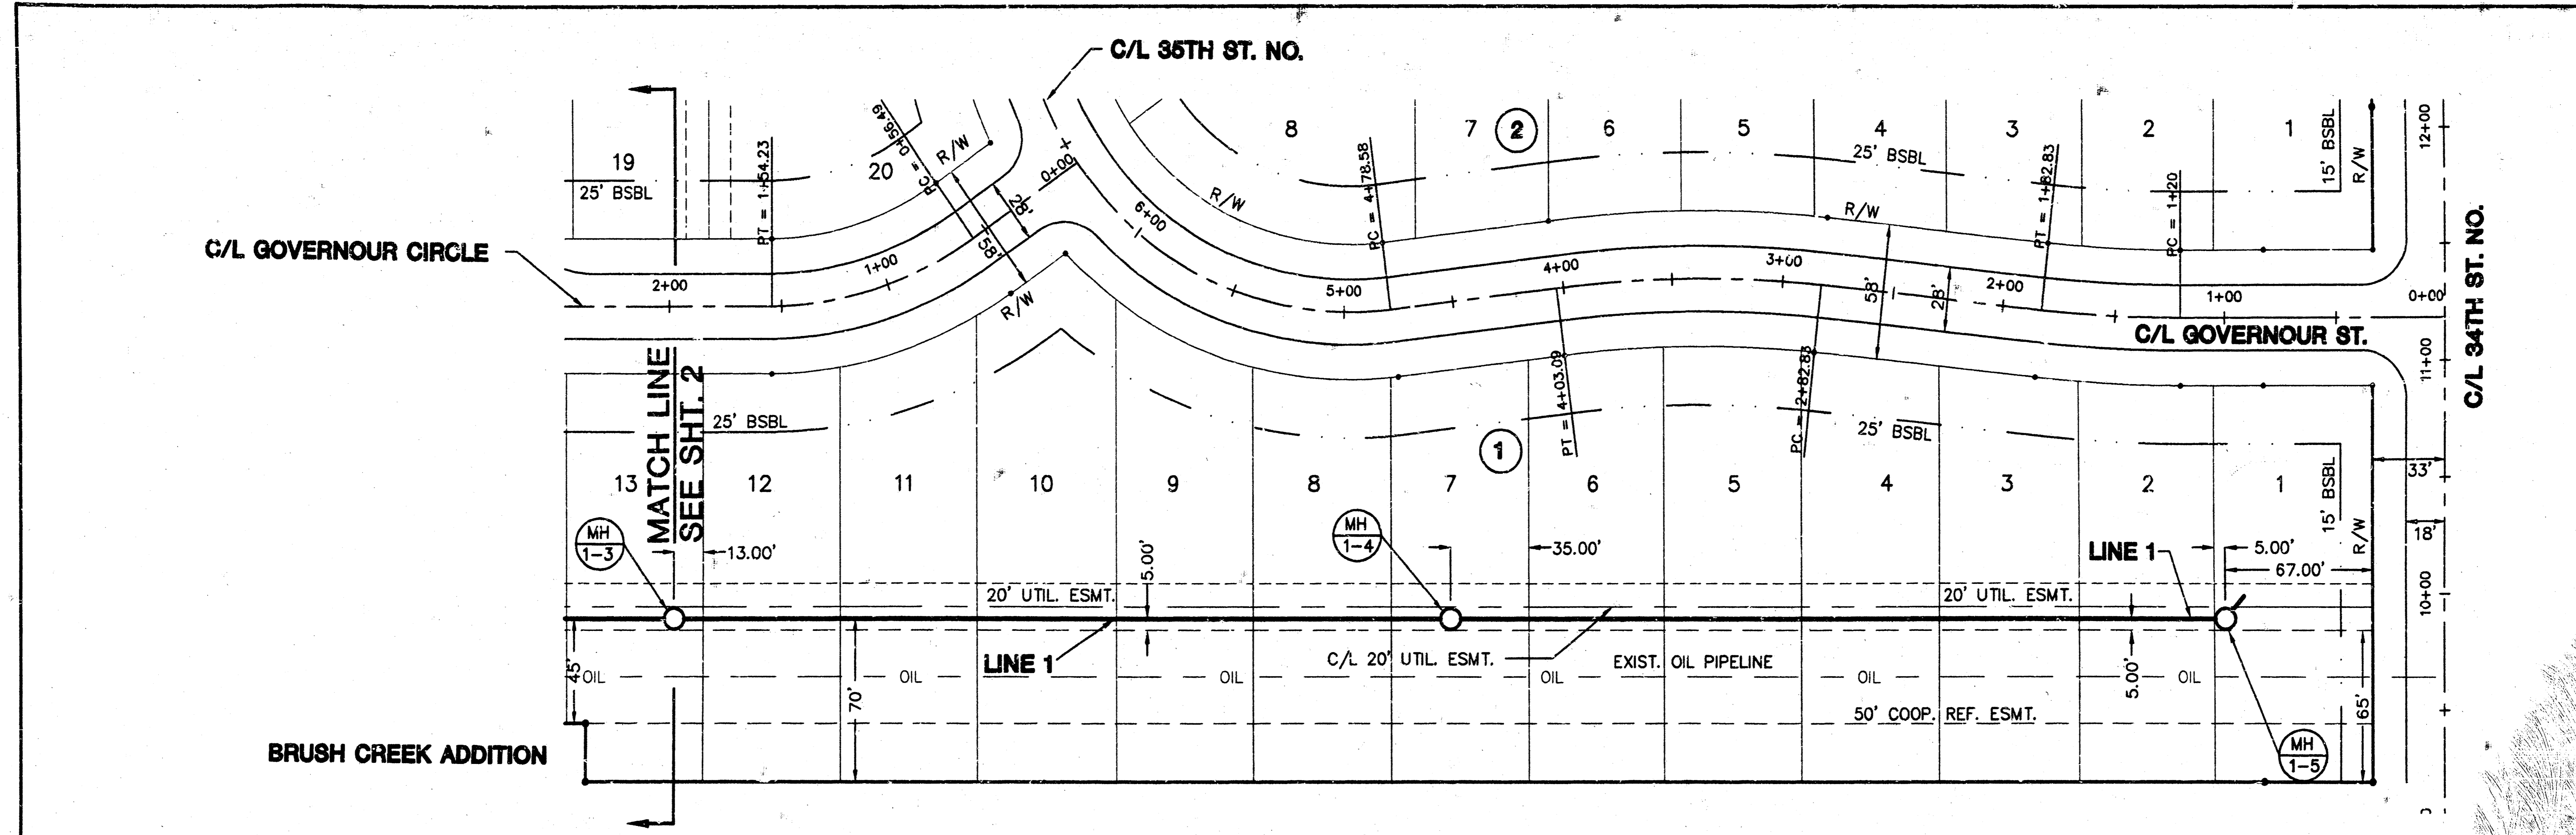 C/L 35TH ST. NO.
19
25' BSBL
PT = 1+54.23
20
PC = 0+56.49
R/W
28'
58'
0+00
6+00
R/W
8
7
2
6
5
4
3
2
1
25' BSBL
15' BSBL
R/W
12+00
PC = 4+78.58
PT = 1+82.83
PC = 1+20
R/W
C/L GOVERNOUR CIRCLE
2+00
1+00
R/W
5+00
4+00
3+00
58'
28'
2+00
1+00
0+00
C/L GOVERNOUR ST.
C/L 34TH ST. NO.
11+00
MATCH LINE
SEE SHT. 2
25' BSBL
PT = 4+03.09
PC = 2+82.83
1
25' BSBL
33'
13
12
11
10
9
8
7
6
5
4
3
2
1
15' BSBL
R/W
18'
MH
1-3
13.00'
5.00'
MH
1-4
35.00'
LINE 1
5.00'
67.00'
20' UTIL. ESMT.
20' UTIL. ESMT.
10+00
45'
OIL
70'
OIL
LINE 1
OIL
C/L 20' UTIL. ESMT.
OIL
EXIST. OIL PIPELINE
OIL
5.00'
OIL
65'
50' COOP. REF. ESMT.
BRUSH CREEK ADDITION
MH
1-5